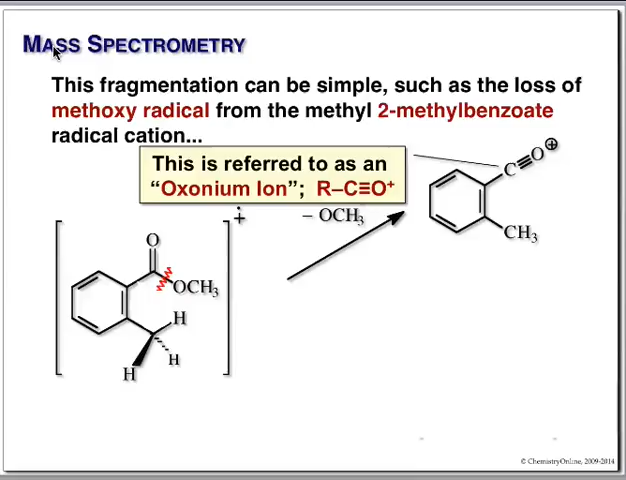 MASS SPECTROMETRY
This fragmentation can be simple, such as the loss of
methoxy radical from the methyl 2-methylbenzoate
radical cation...
This is referred to as an
“Oxonium Ion”; R–C≡O⁺
C≡O⊕
CH₃
– OCH₃
O
OCH₃
H
H
H
© ChemistryOnline, 2009-2014